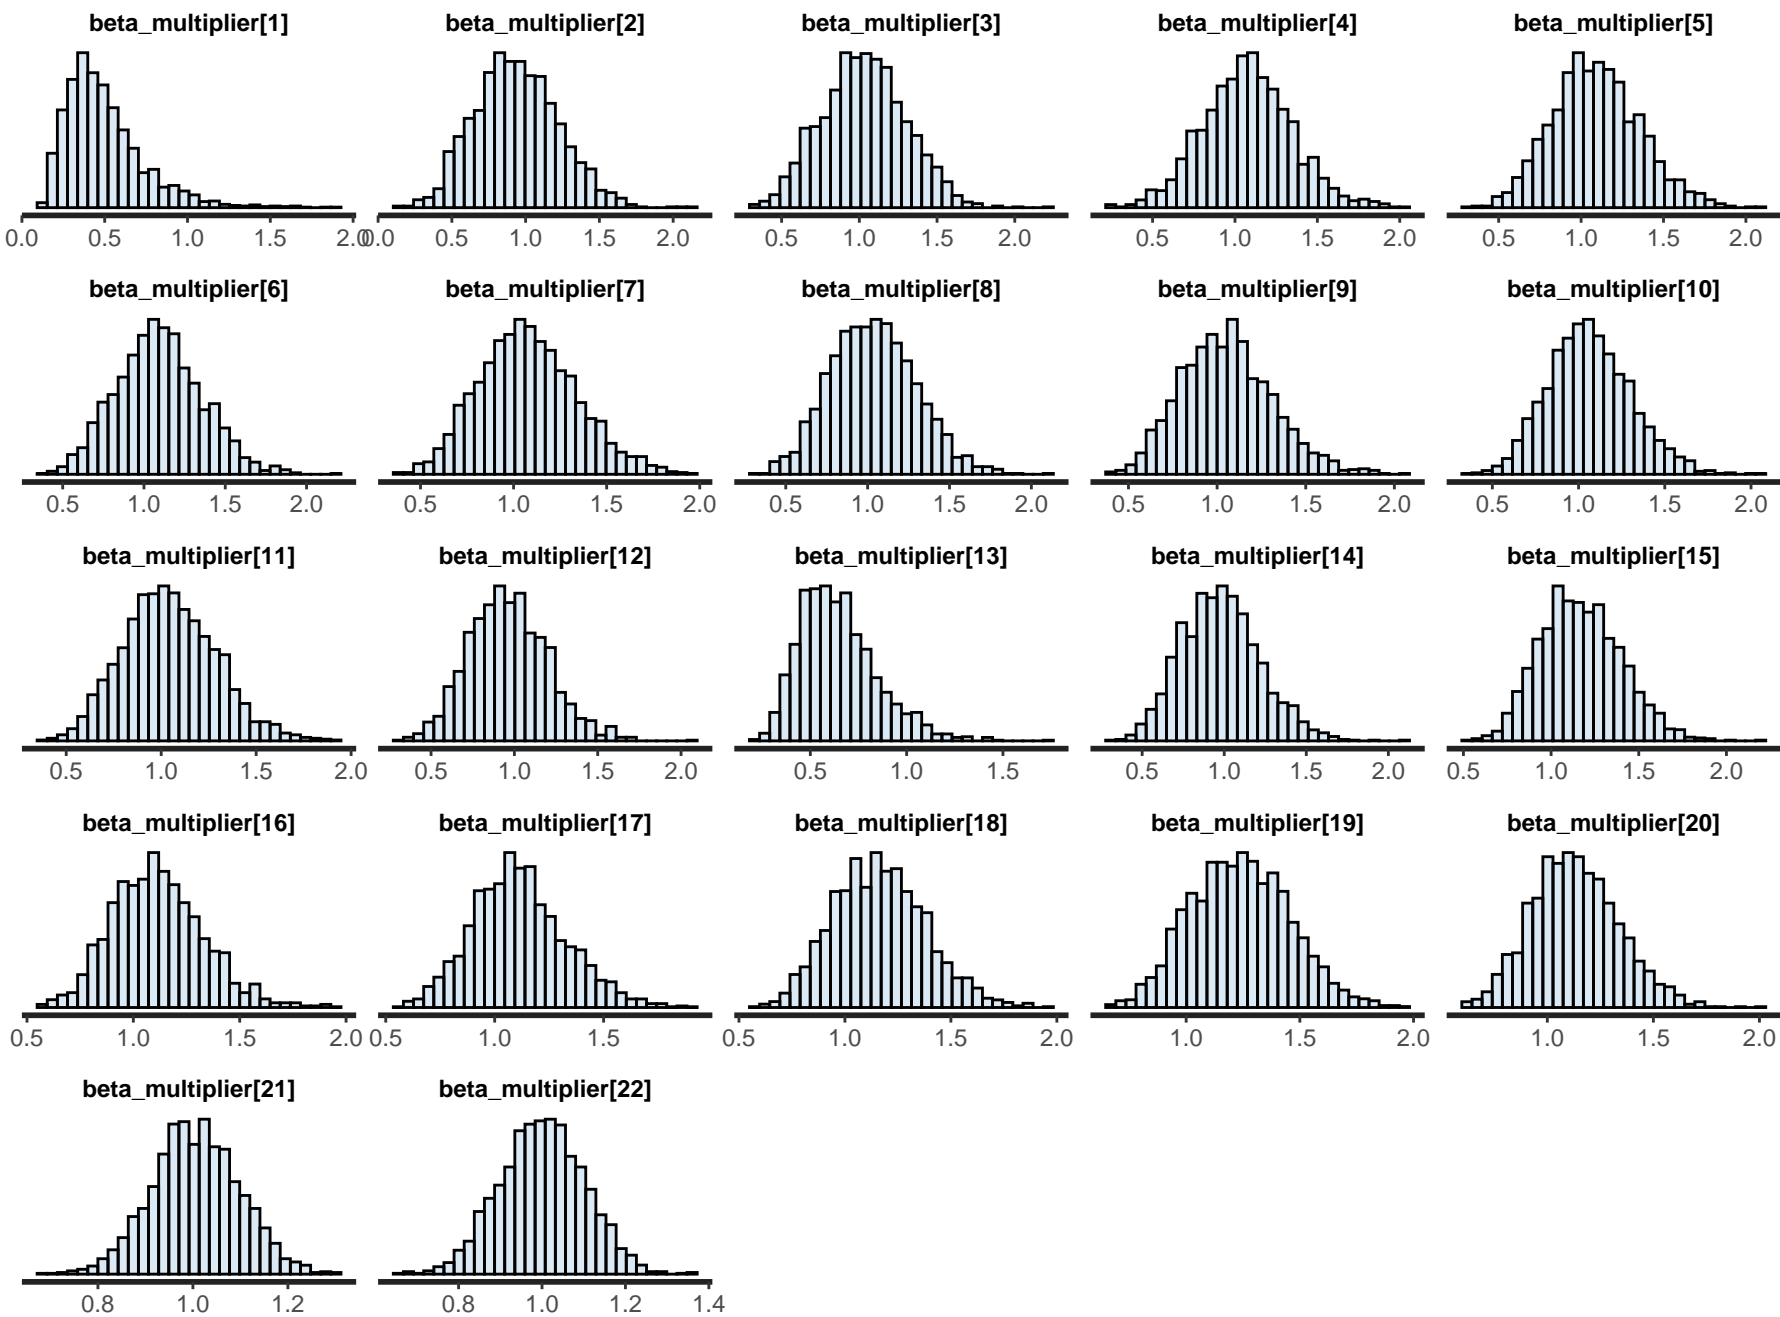 beta_multiplier[1] beta_multiplier[2] beta_multiplier[3] beta_multiplier[4] beta_multiplier[5]
0.0 0.5 1.0 1.5 2.0 0.0 0.5 1.0 1.5 2.0 0.5 1.0 1.5 2.0 0.5 1.0 1.5 2.0 0.5 1.0 1.5 2.0
beta_multiplier[6] beta_multiplier[7] beta_multiplier[8] beta_multiplier[9] beta_multiplier[10]
0.5 1.0 1.5 2.0 0.5 1.0 1.5 2.0 0.5 1.0 1.5 2.0 0.5 1.0 1.5 2.0 0.5 1.0 1.5 2.0
beta_multiplier[11] beta_multiplier[12] beta_multiplier[13] beta_multiplier[14] beta_multiplier[15]
0.5 1.0 1.5 2.0 0.5 1.0 1.5 2.0 0.5 1.0 1.5 0.5 1.0 1.5 2.0 0.5 1.0 1.5 2.0
beta_multiplier[16] beta_multiplier[17] beta_multiplier[18] beta_multiplier[19] beta_multiplier[20]
0.5 1.0 1.5 2.0 0.5 1.0 1.5 0.5 1.0 1.5 2.0 1.0 1.5 2.0 1.0 1.5 2.0
beta_multiplier[21] beta_multiplier[22]
0.8 1.0 1.2 0.8 1.0 1.2 1.4